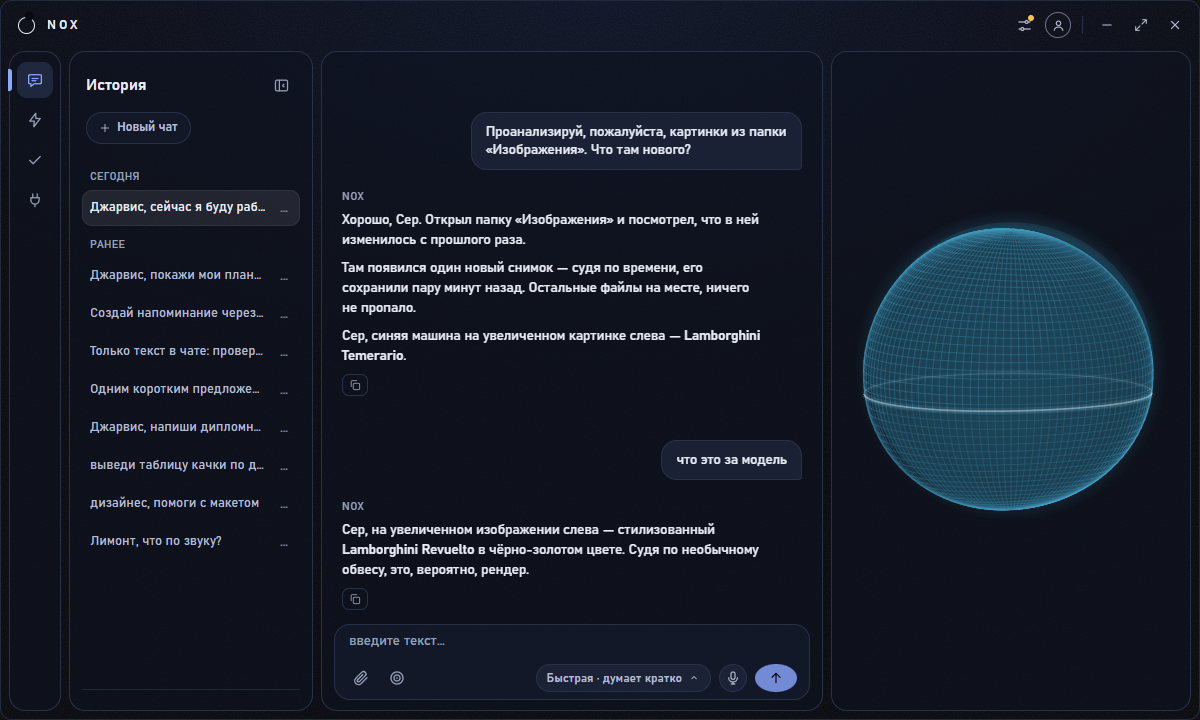 NOX
История
+ Новый чат
СЕГОДНЯ
Джарвис, сейчас я буду раб...
РАНЕЕ
Джарвис, покажи мои план...
Создай напоминание через...
Только текст в чате: провер...
Одним коротким предложе...
Джарвис, напиши дипломн...
выведи таблицу качки по д...
дизайнес, помоги с макетом
Лимонт, что по звуку?
Проанализируй, пожалуйста, картинки из папки
«Изображения». Что там нового?
NOX
Хорошо, Сер. Открыл папку «Изображения» и посмотрел, что в ней
изменилось с прошлого раза.
Там появился один новый снимок — судя по времени, его
сохранили пару минут назад. Остальные файлы на месте, ничего
не пропало.
Сер, синяя машина на увеличенном картинке слева — Lamborghini
Temerario.
что это за модель
NOX
Сер, на увеличенном изображении слева — стилизованный
Lamborghini Revuelto в чёрно-золотом цвете. Судя по необычному
обвесу, это, вероятно, рендер.
введите текст...
Быстрая · думает кратко